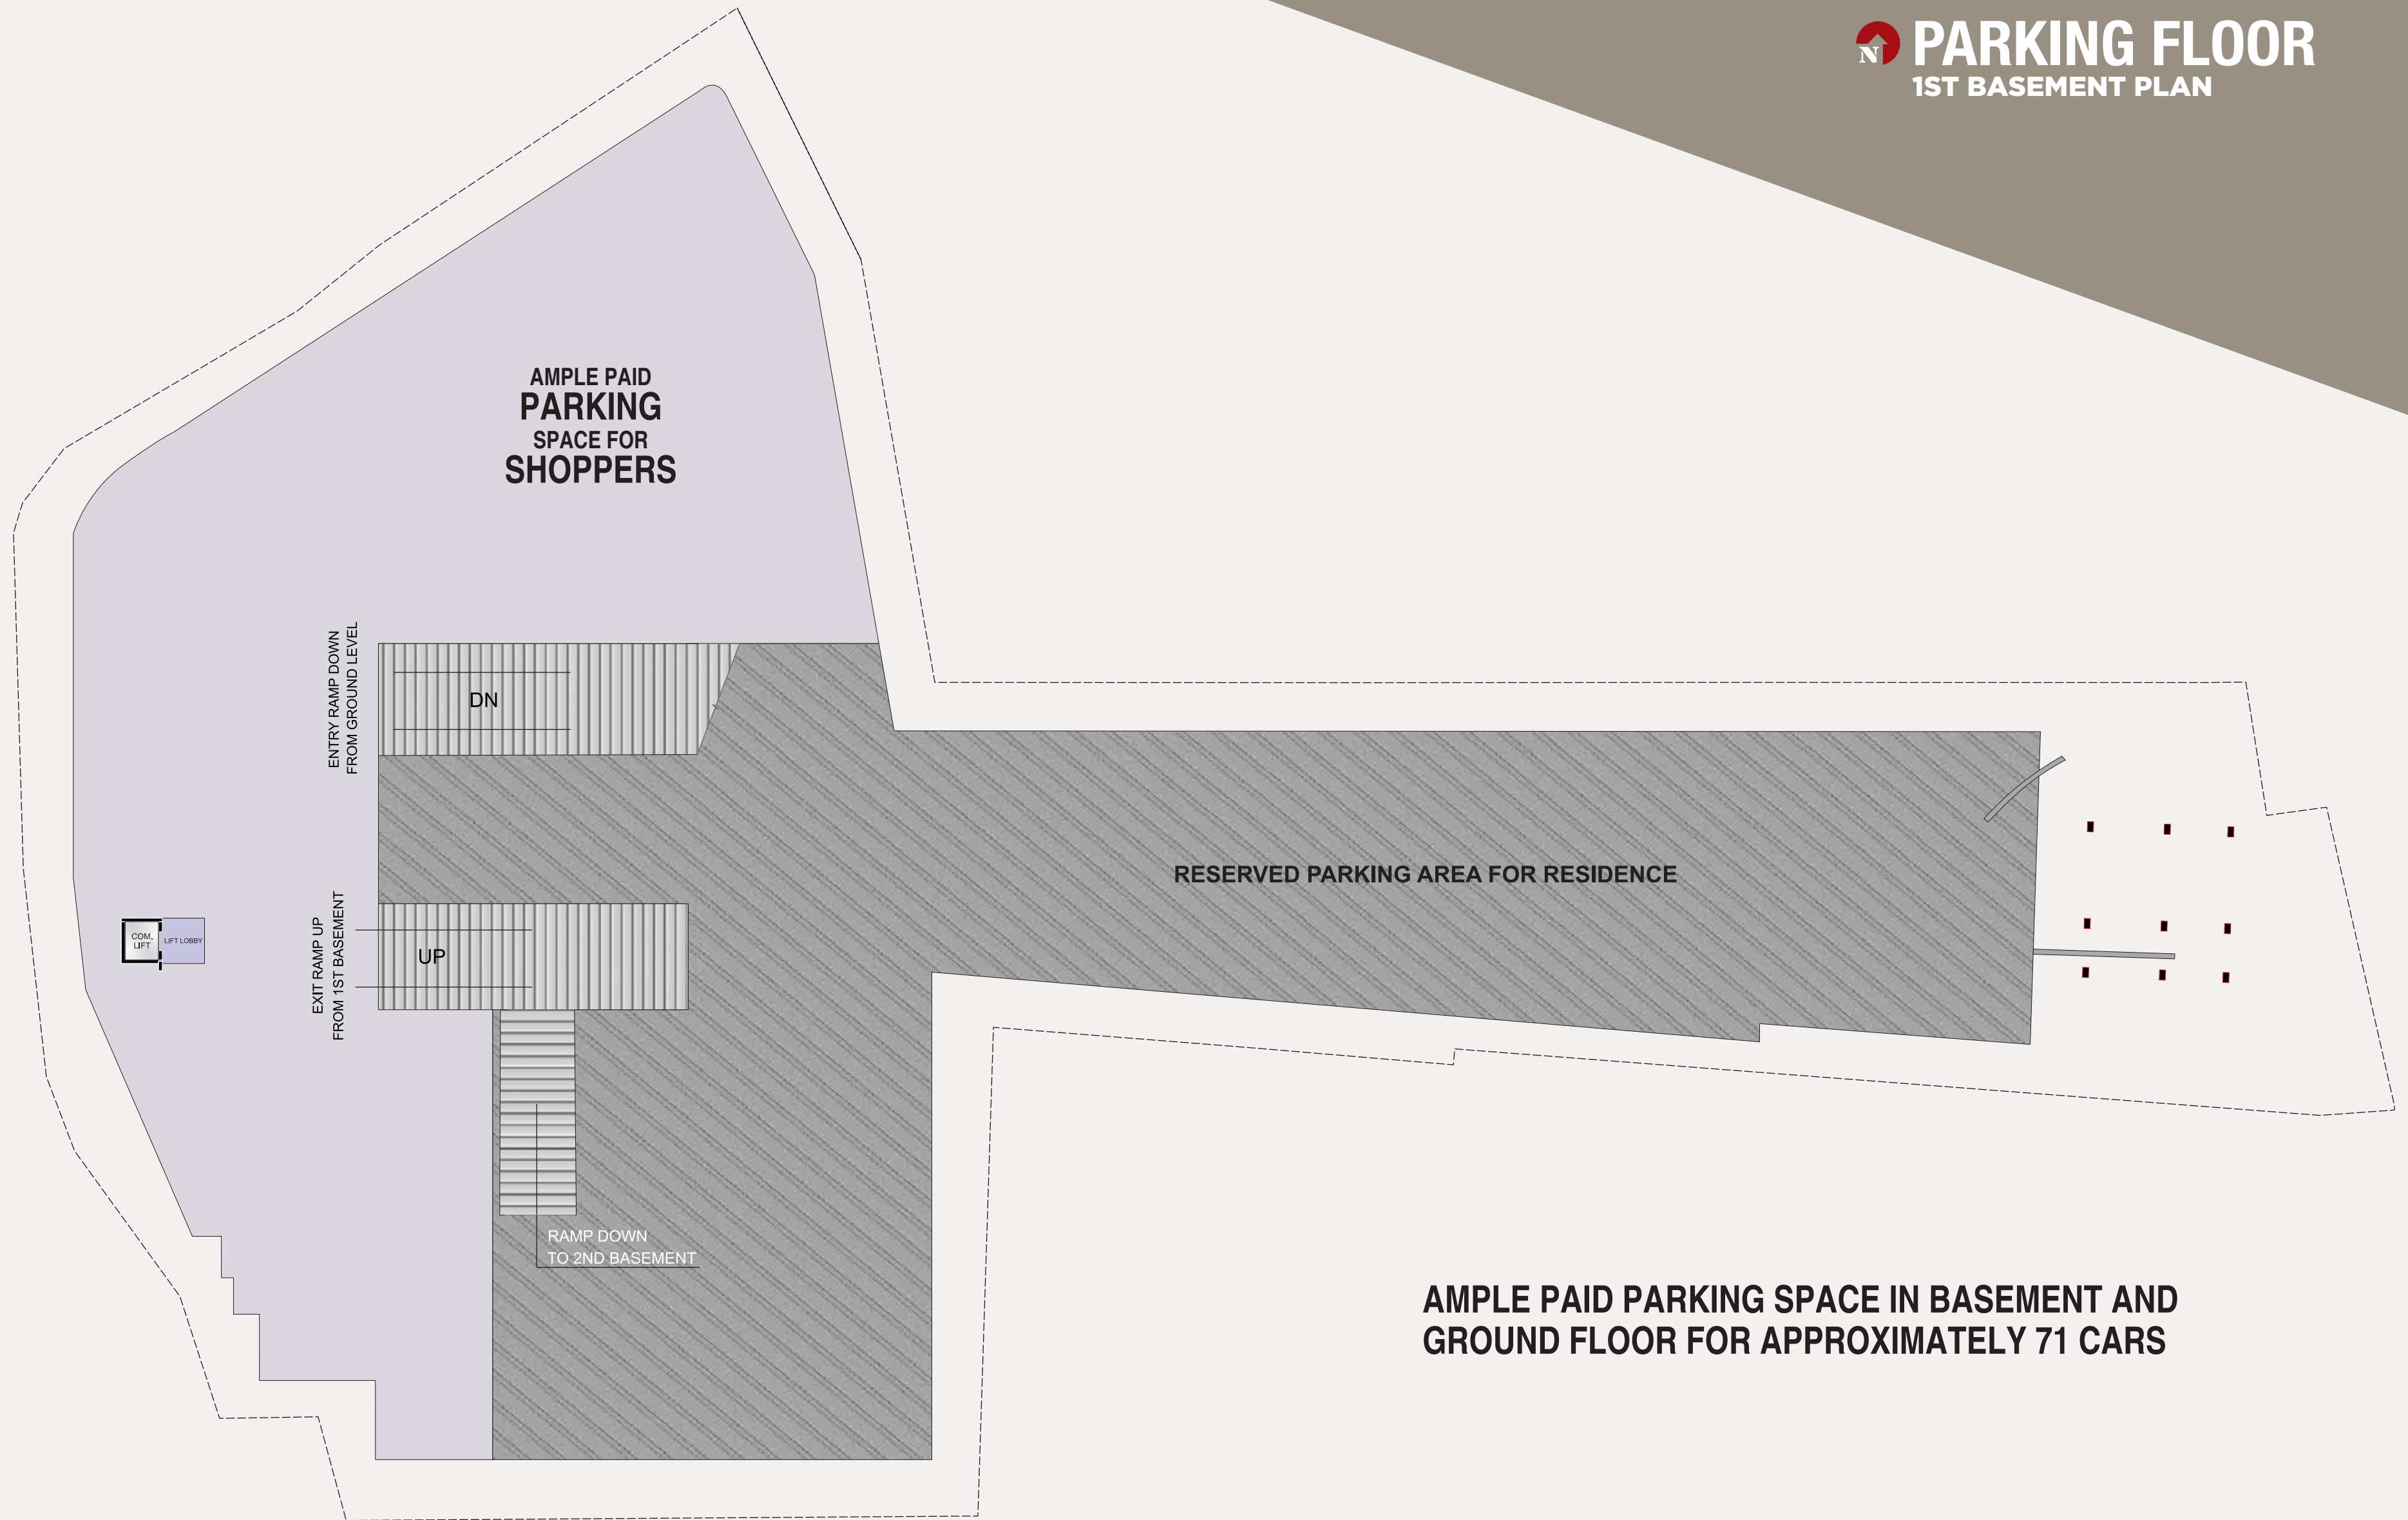 N
PARKING FLOOR
1ST BASEMENT PLAN
AMPLE PAID
PARKING
SPACE FOR
SHOPPERS
ENTRY RAMP DOWN
FROM GROUND LEVEL
DN
RESERVED PARKING AREA FOR RESIDENCE
COM.
LIFT
LIFT LOBBY
EXIT RAMP UP
FROM 1ST BASEMENT
UP
RAMP DOWN
TO 2ND BASEMENT
AMPLE PAID PARKING SPACE IN BASEMENT AND
GROUND FLOOR FOR APPROXIMATELY 71 CARS